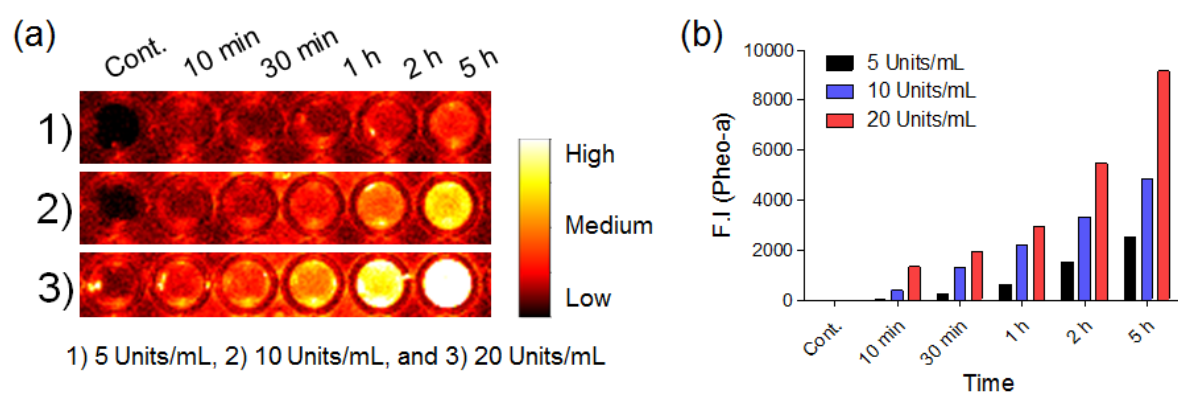 (a)
Cont. 10 min 30 min 1 h 2 h 5 h
1)
2)
3)
High
Medium
Low
1) 5 Units/mL, 2) 10 Units/mL, and 3) 20 Units/mL
(b)
F.I (Pheo-a)
10000
8000
6000
4000
2000
0
5 Units/mL
10 Units/mL
20 Units/mL
Cont. 10 min 30 min 1 h 2 h 5 h
Time